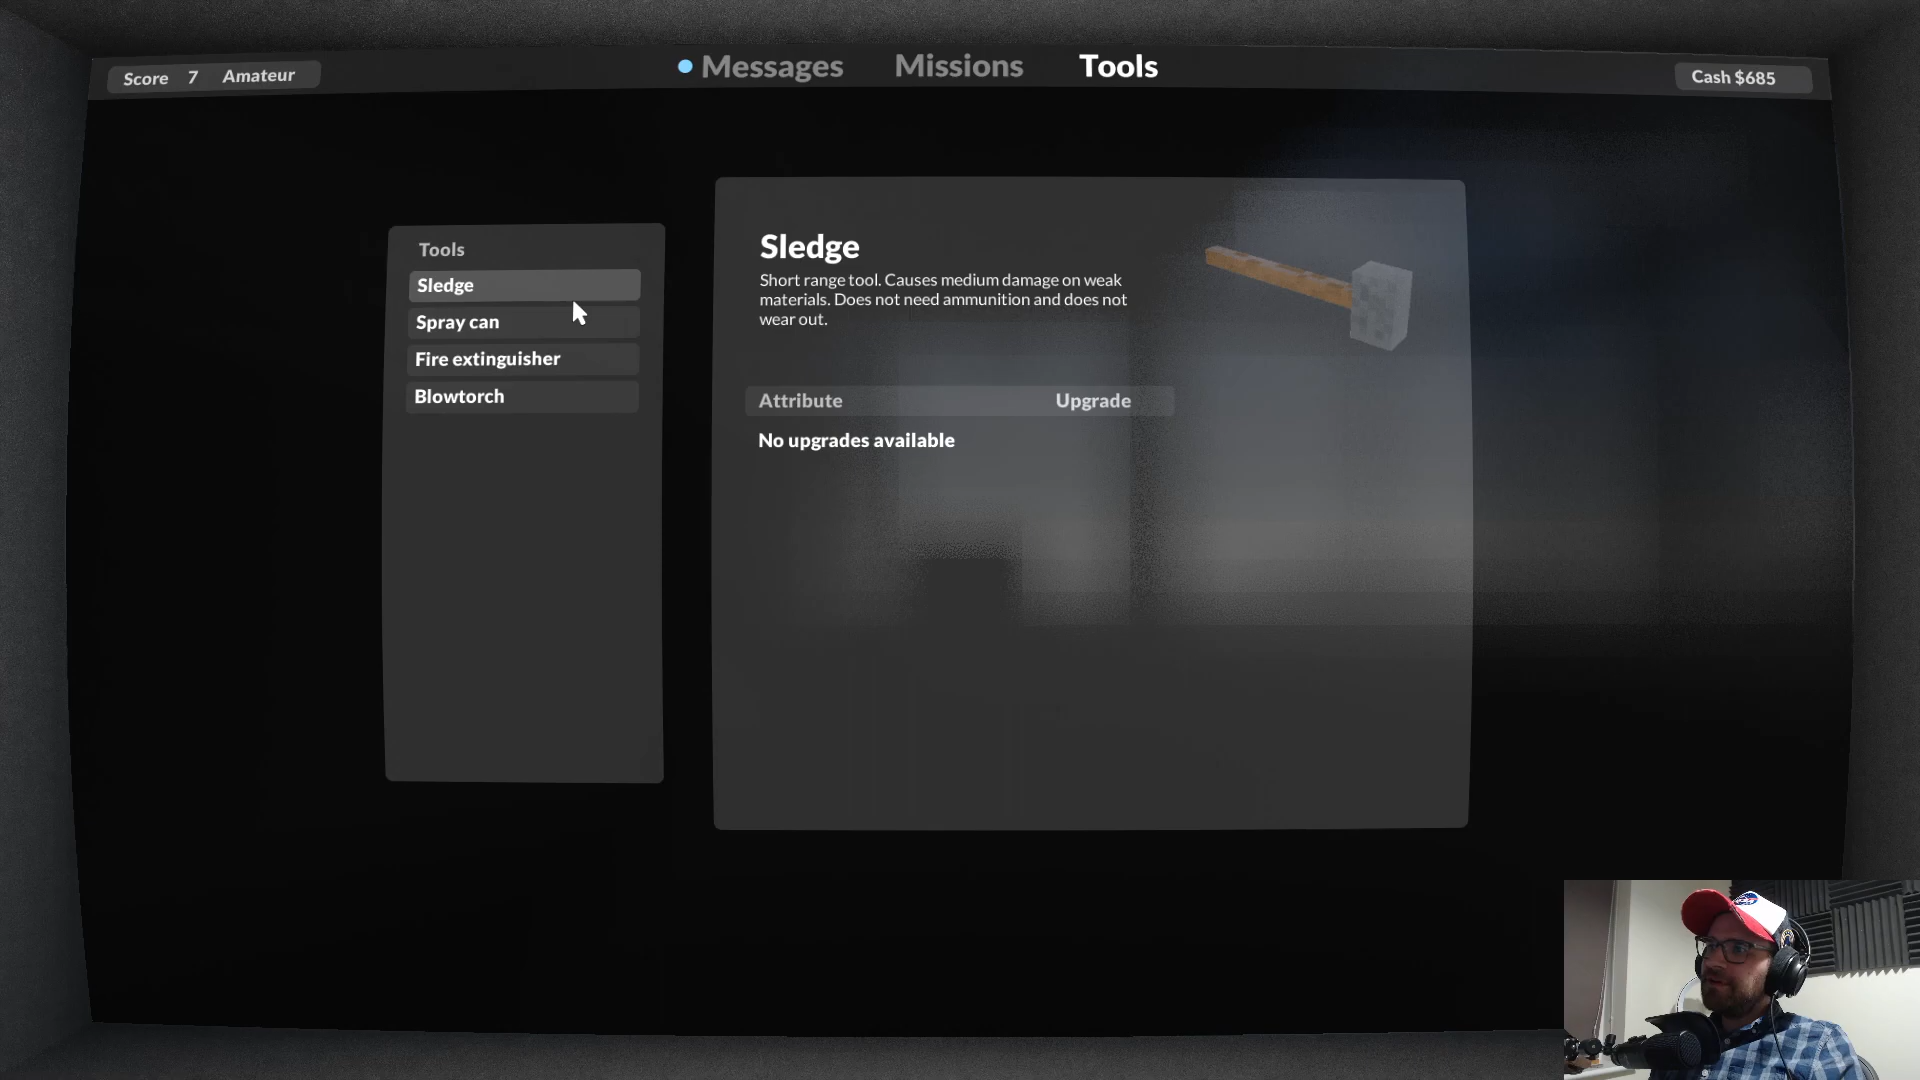 Score 7 Amateur
Messages Missions Tools
Cash $685
Tools
Sledge
Spray can
Fire extinguisher
Blowtorch
Sledge
Short range tool. Causes medium damage on weak
materials. Does not need ammunition and does not
wear out.
Attribute Upgrade
No upgrades available